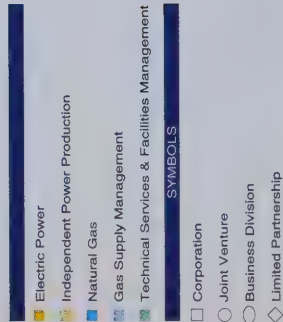 Electric Power
Independent Power Production
Natural Gas
Gas Supply Management
Technical Services & Facilities Management
SYMBOLS
Corporation
Joint Venture
Business Division
Limited Partnership